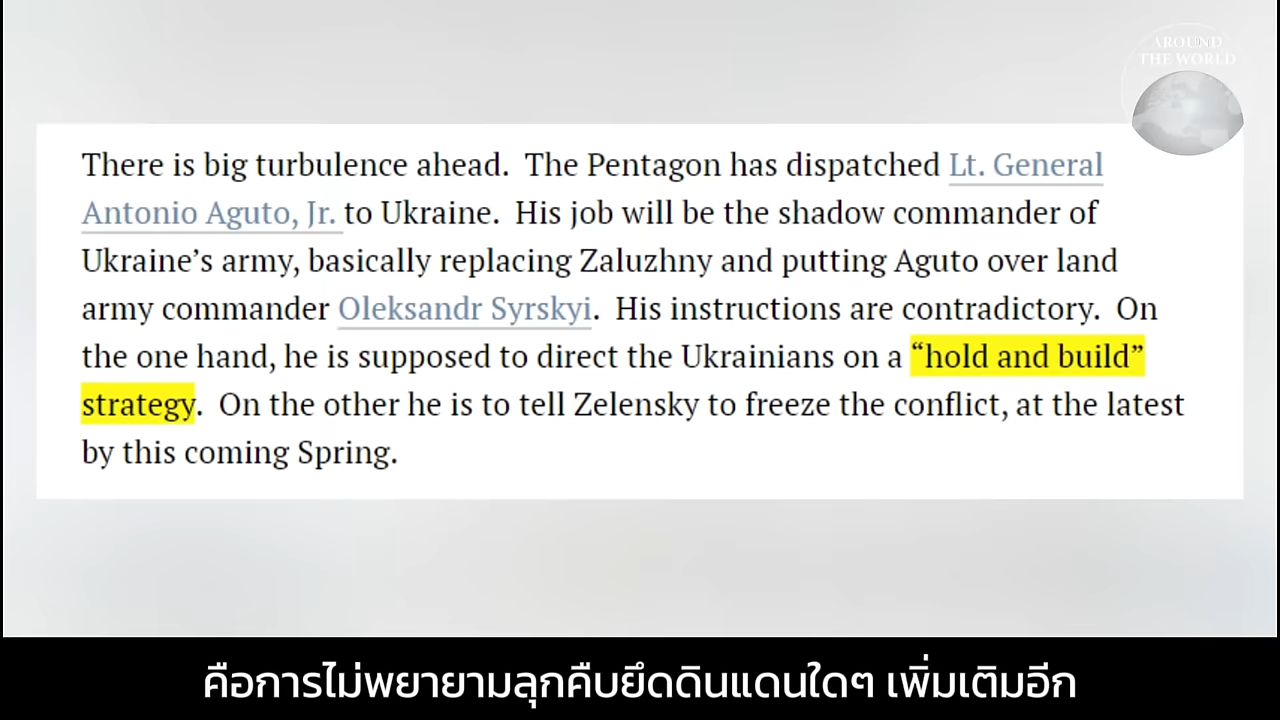 AROUND
THE WORLD
There is big turbulence ahead.  The Pentagon has dispatched Lt. General
Antonio Aguto, Jr. to Ukraine.  His job will be the shadow commander of
Ukraine’s army, basically replacing Zaluzhny and putting Aguto over land
army commander Oleksandr Syrskyi.  His instructions are contradictory.  On
the one hand, he is supposed to direct the Ukrainians on a “hold and build”
strategy.  On the other he is to tell Zelensky to freeze the conflict, at the latest
by this coming Spring.
คือการไม่พยายามลุกคืบยึดดินแดนใดๆ เพิ่มเติมอีก